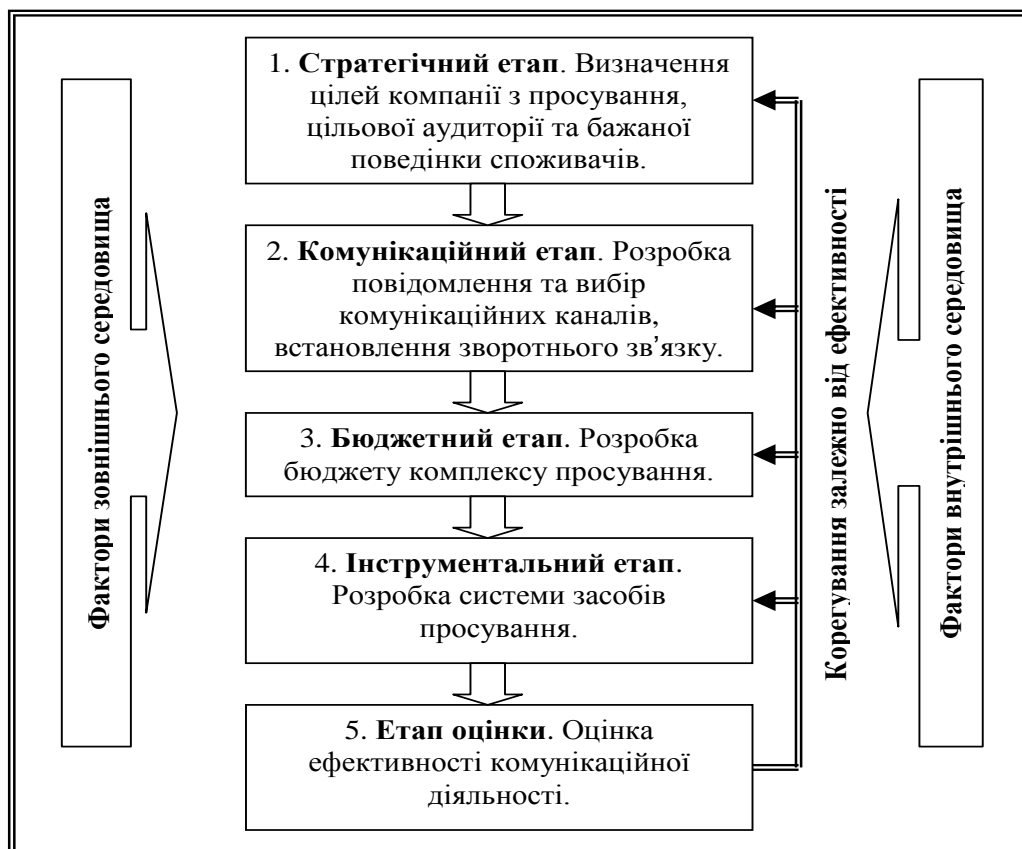 Фактори зовнішнього середовища
1. Стратегічний етап. Визначення
цілей компанії з просування,
цільової аудиторії та бажаної
поведінки споживачів.
2. Комунікаційний етап. Розробка
повідомлення та вибір
комунікаційних каналів,
встановлення зворотнього зв’язку.
3. Бюджетний етап. Розробка
бюджету комплексу просування.
4. Інструментальний етап.
Розробка системи засобів
просування.
5. Етап оцінки. Оцінка
ефективності комунікаційної
діяльності.
Корегування залежно від ефективності
Фактори внутрішнього середовища